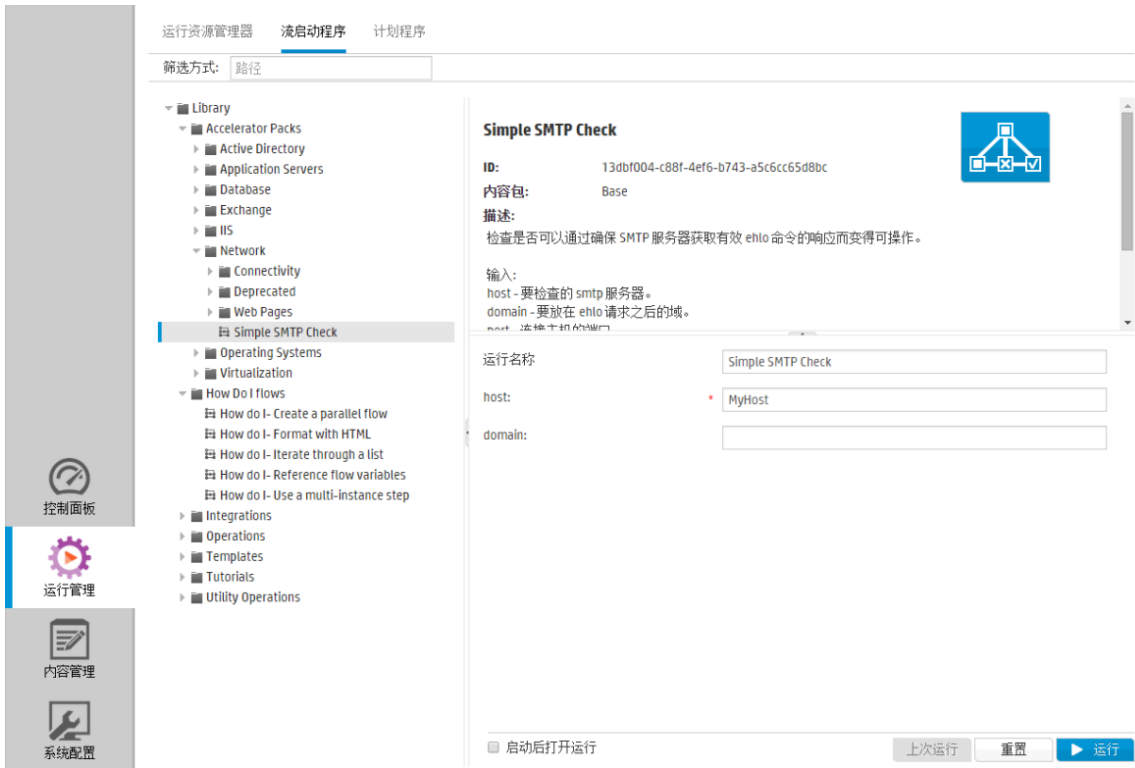 运行资源管理器 流启动程序 计划程序
筛选方式: 路径
Library
Accelerator Packs
Active Directory
Application Servers
Database
Exchange
IIS
Network
Connectivity
Deprecated
Web Pages
Simple SMTP Check
Operating Systems
Virtualization
How Do I flows
How do I- Create a parallel flow
How do I- Format with HTML
How do I- Iterate through a list
How do I- Reference flow variables
How do I- Use a multi-instance step
Integrations
Operations
Templates
Tutorials
Utility Operations
Simple SMTP Check
ID: 13dbf004-c88f-4ef6-b743-a5c6cc65d8bc
内容包: Base
描述:
检查是否可以通过确保 SMTP 服务器获取有效 ehlo 命令的响应而变得可操作。
输入:
host - 要检查的 smtp 服务器。
domain - 要放在 ehlo 请求之后的域。
port - 连接主机的端口
运行名称 Simple SMTP Check
host: * MyHost
domain:
启动后打开运行 上次运行 重置 运行
控制面板
运行管理
内容管理
系统配置